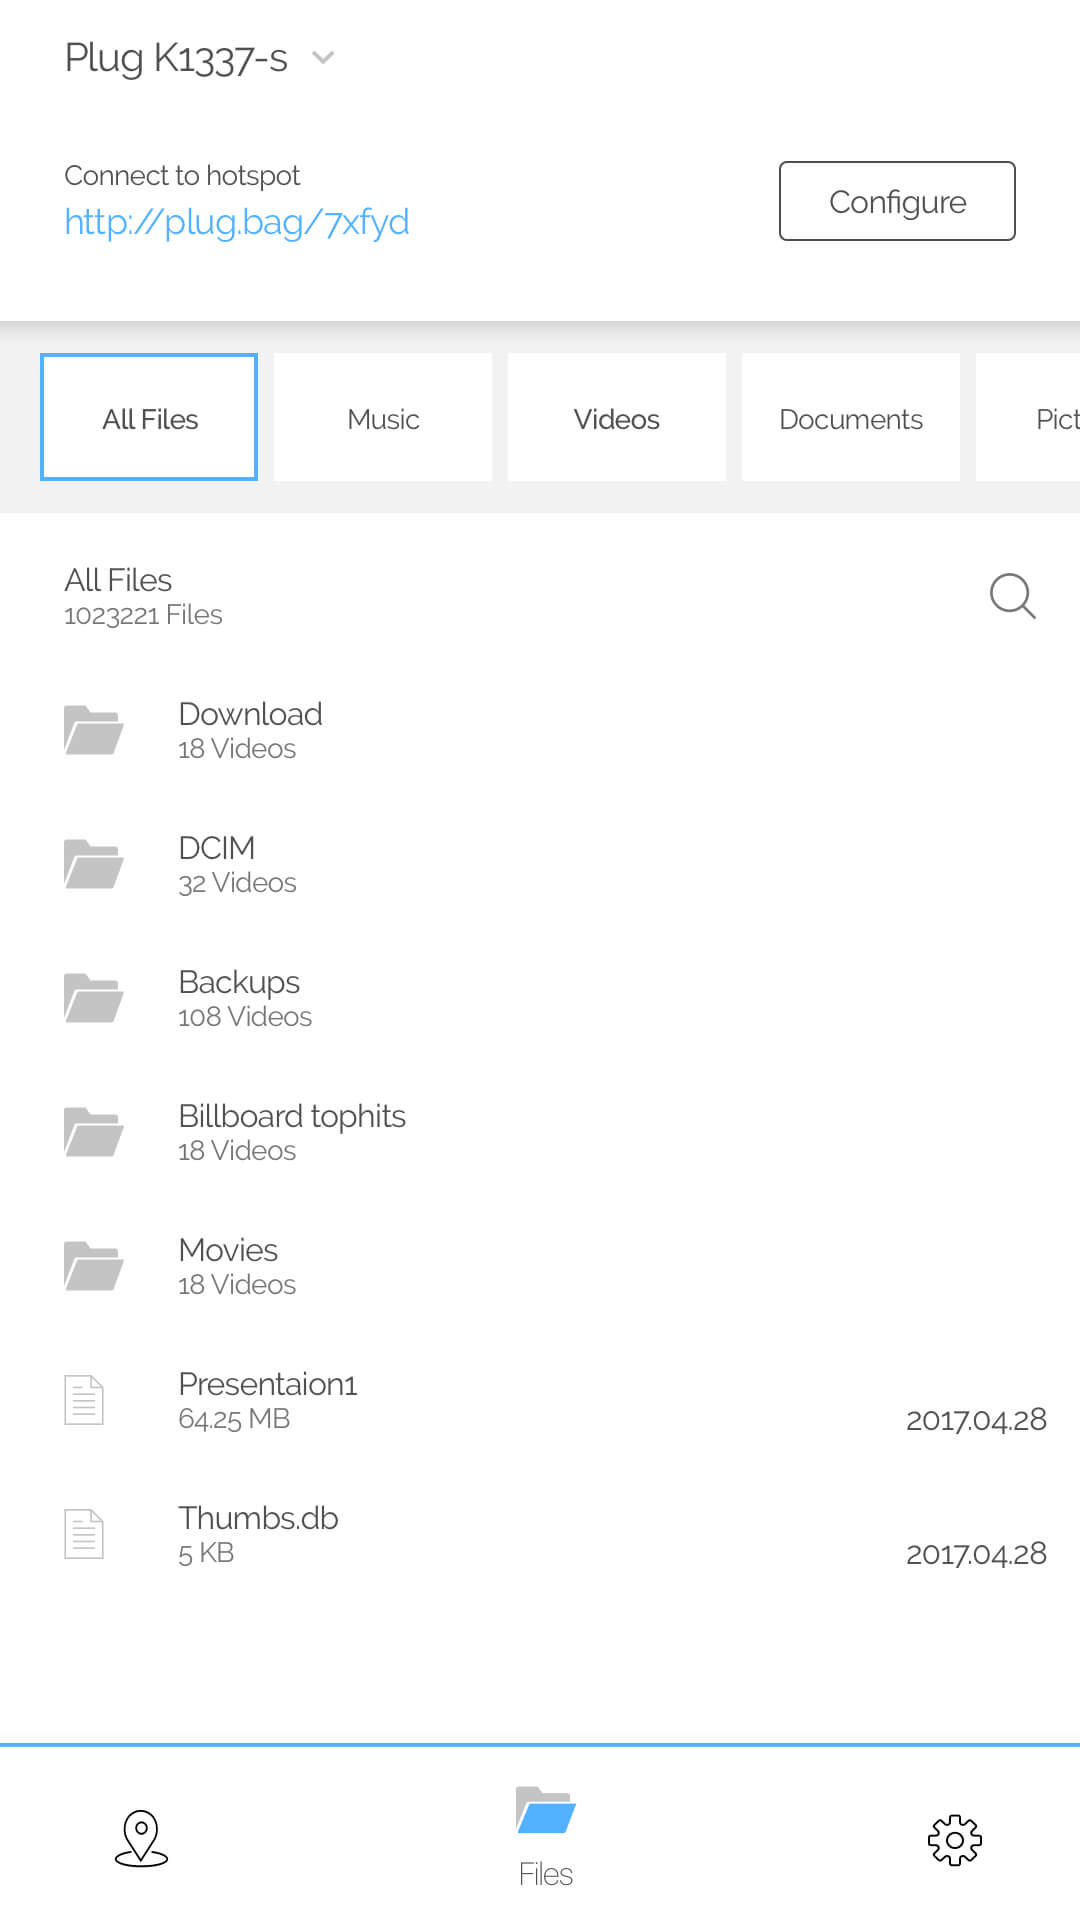 Plug K1337-s
Connect to hotspot
http://plug.bag/7xfyd
Configure
All Files
Music
Videos
Documents
Pict
All Files
1023221 Files
Download
18 Videos
DCIM
32 Videos
Backups
108 Videos
Billboard tophits
18 Videos
Movies
18 Videos
Presentaion1
64.25 MB
2017.04.28
Thumbs.db
5 KB
2017.04.28
Files